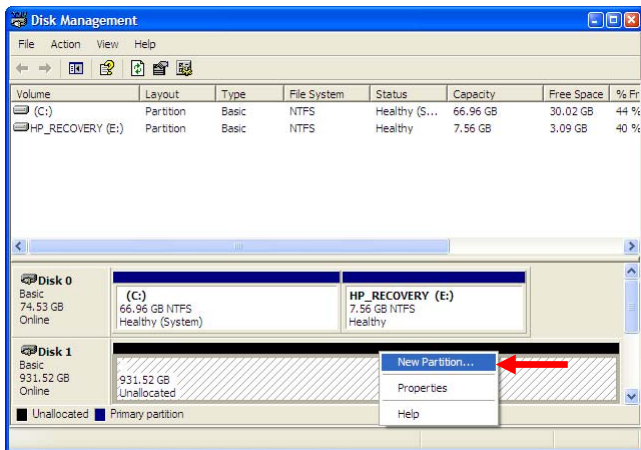 Disk Management
File Action View Help
Volume Layout Type File System Status Capacity Free Space % Fr
(C:) Partition Basic NTFS Healthy (S... 66.96 GB 30.02 GB 44 %
HP_RECOVERY (E:) Partition Basic NTFS Healthy 7.56 GB 3.09 GB 40 %
Disk 0
Basic
74.53 GB
Online
(C:)
66.96 GB NTFS
Healthy (System)
HP_RECOVERY (E:)
7.56 GB NTFS
Healthy
Disk 1
Basic
931.52 GB
Online
931.52 GB
Unallocated
New Partition...
Properties
Help
Unallocated Primary partition